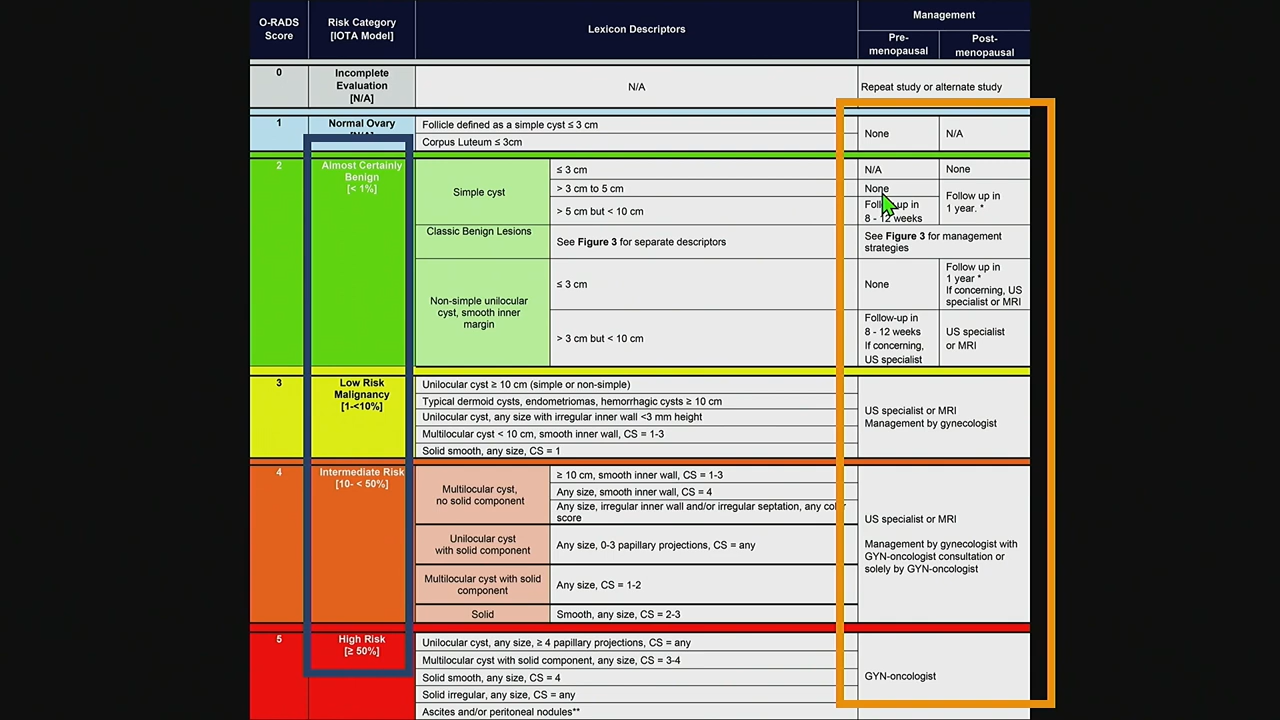 O-RADS
Score
Risk Category
[IOTA Model]
Lexicon Descriptors
Management
Pre-
menopausal
Post-
menopausal
0
Incomplete
Evaluation
[N/A]
N/A
Repeat study or alternate study
1
Normal Ovary
Follicle defined as a simple cyst ≤ 3 cm
Corpus Luteum ≤ 3cm
None
N/A
2
Almost Certainly
Benign
[< 1%]
Simple cyst
≤ 3 cm
N/A
None
> 3 cm to 5 cm
None
Follow up in
1 year. *
> 5 cm but < 10 cm
Follow up in
8 - 12 weeks
Classic Benign Lesions
See Figure 3 for separate descriptors
See Figure 3 for management
strategies
Non-simple unilocular
cyst, smooth inner
margin
≤ 3 cm
None
Follow up in
1 year *
If concerning, US
specialist or MRI
> 3 cm but < 10 cm
Follow-up in
8 - 12 weeks
If concerning,
US specialist
US specialist
or MRI
3
Low Risk
Malignancy
[1-<10%]
Unilocular cyst ≥ 10 cm (simple or non-simple)
Typical dermoid cysts, endometriomas, hemorrhagic cysts ≥ 10 cm
Unilocular cyst, any size with irregular inner wall <3 mm height
Multilocular cyst < 10 cm, smooth inner wall, CS = 1-3
Solid smooth, any size, CS = 1
US specialist or MRI
Management by gynecologist
4
Intermediate Risk
[10- < 50%]
Multilocular cyst,
no solid component
≥ 10 cm, smooth inner wall, CS = 1-3
Any size, smooth inner wall, CS = 4
Any size, irregular inner wall and/or irregular septation, any color
score
Unilocular cyst
with solid component
Any size, 0-3 papillary projections, CS = any
Multilocular cyst with solid
component
Any size, CS = 1-2
Solid
Smooth, any size, CS = 2-3
US specialist or MRI
Management by gynecologist with
GYN-oncologist consultation or
solely by GYN-oncologist
5
High Risk
[≥ 50%]
Unilocular cyst, any size, ≥ 4 papillary projections, CS = any
Multilocular cyst with solid component, any size, CS = 3-4
Solid smooth, any size, CS = 4
Solid irregular, any size, CS = any
Ascites and/or peritoneal nodules**
GYN-oncologist